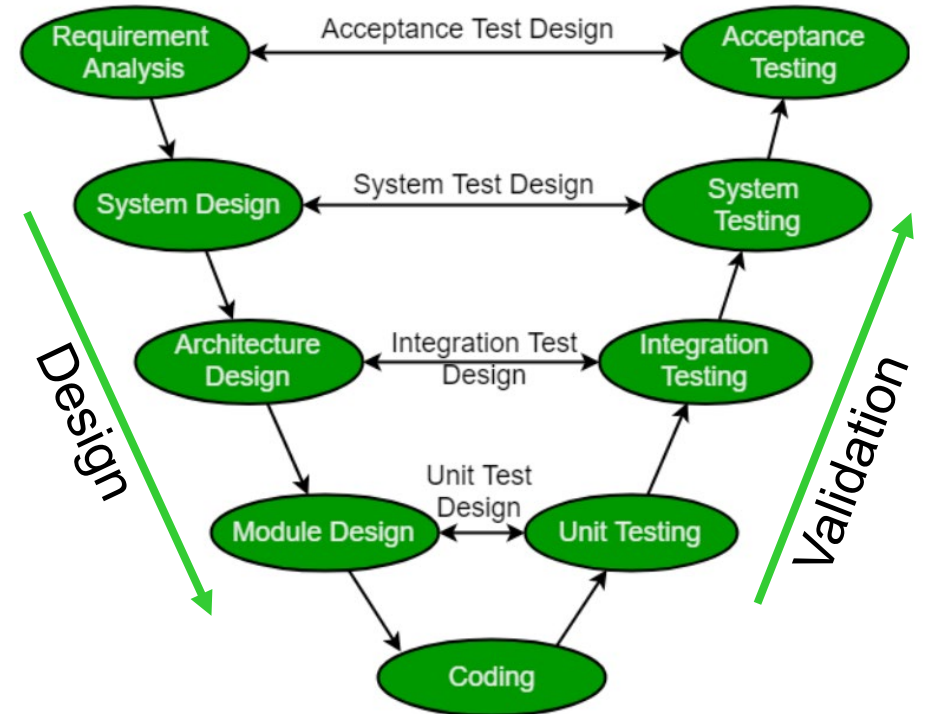 Requirement
Analysis
Acceptance Test Design
Acceptance
Testing
System Design
System Test Design
System
Testing
Architecture
Design
Integration Test
Design
Integration
Testing
Design
Validation
Unit Test
Design
Module Design
Unit Testing
Coding